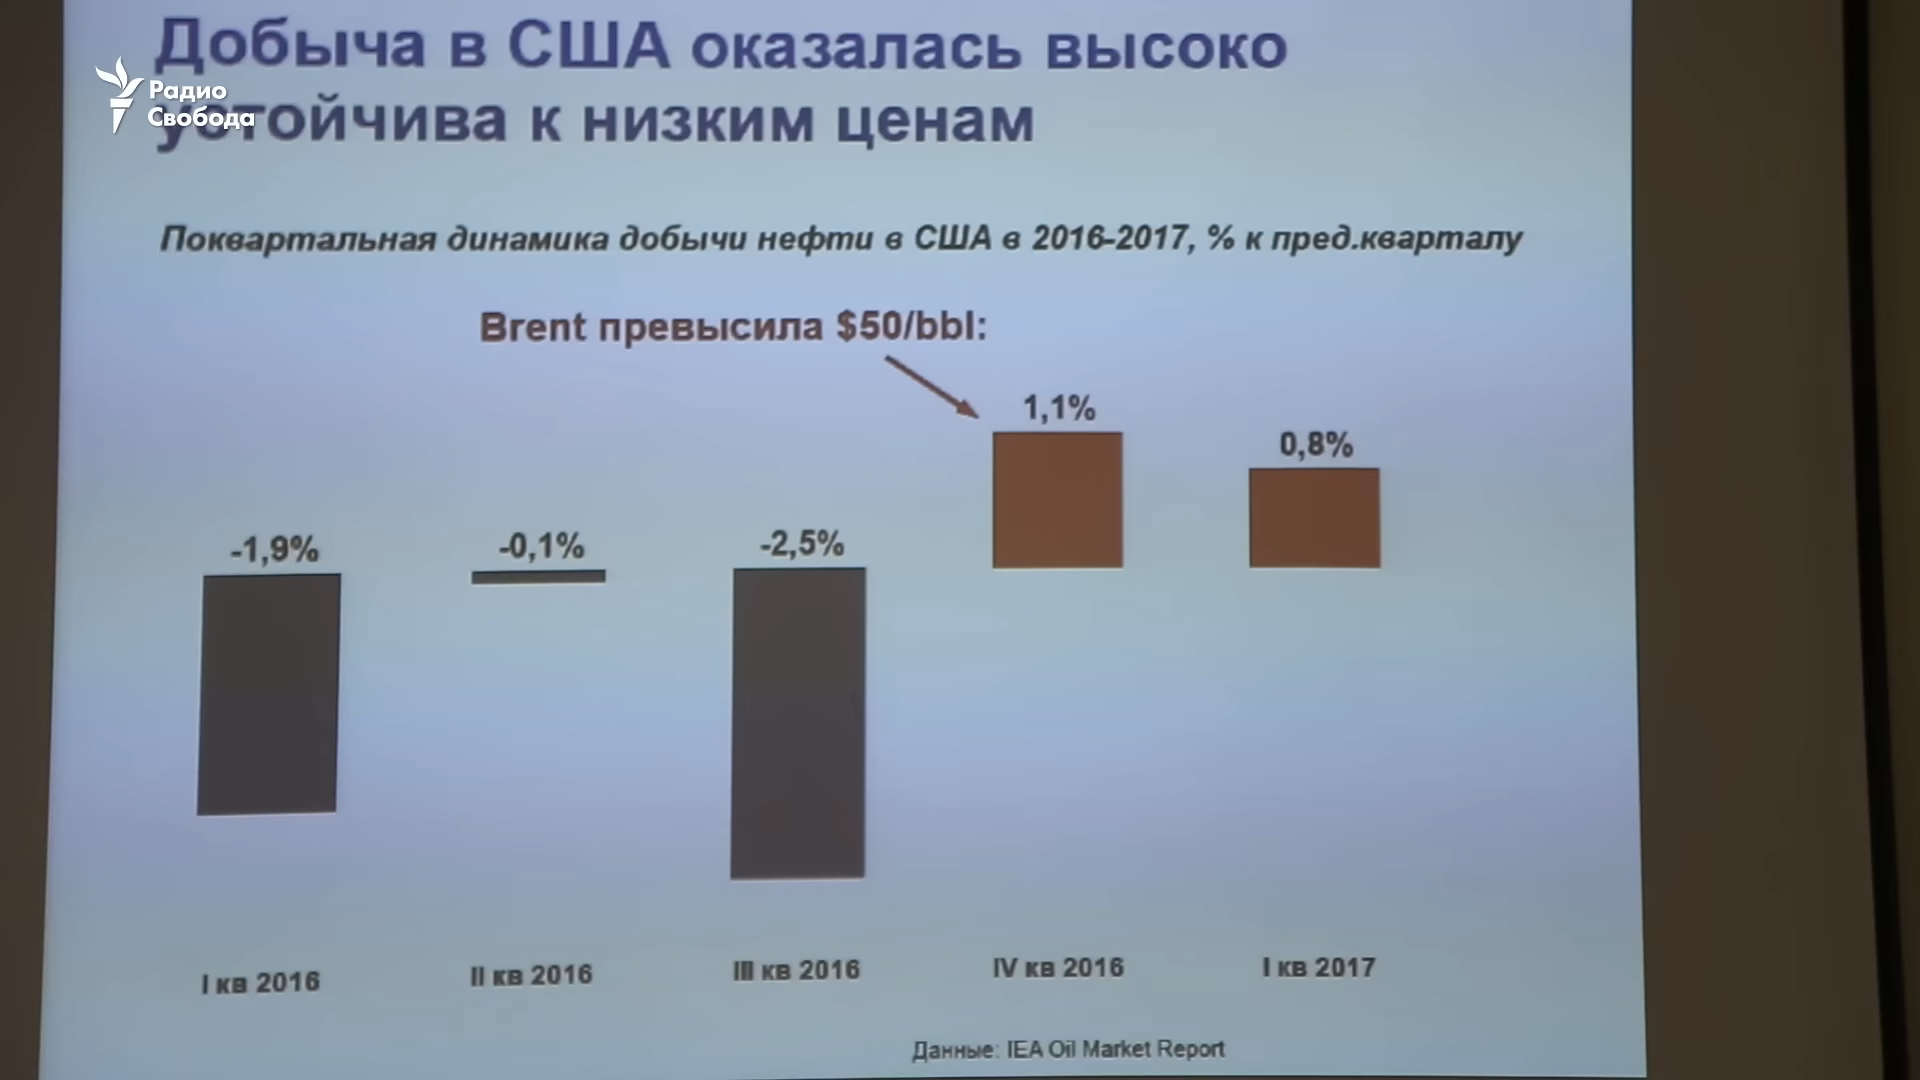 Добыча в США оказалась высоко
устойчива к низким ценам
Радио
Свобода
Поквартальная динамика добычи нефти в США в 2016-2017, % к пред.кварталу
Brent превысила $50/bbl:
1,1%
0,8%
-1,9%
-0,1%
-2,5%
I кв 2016
II кв 2016
III кв 2016
IV кв 2016
I кв 2017
Данные: IEA Oil Market Report